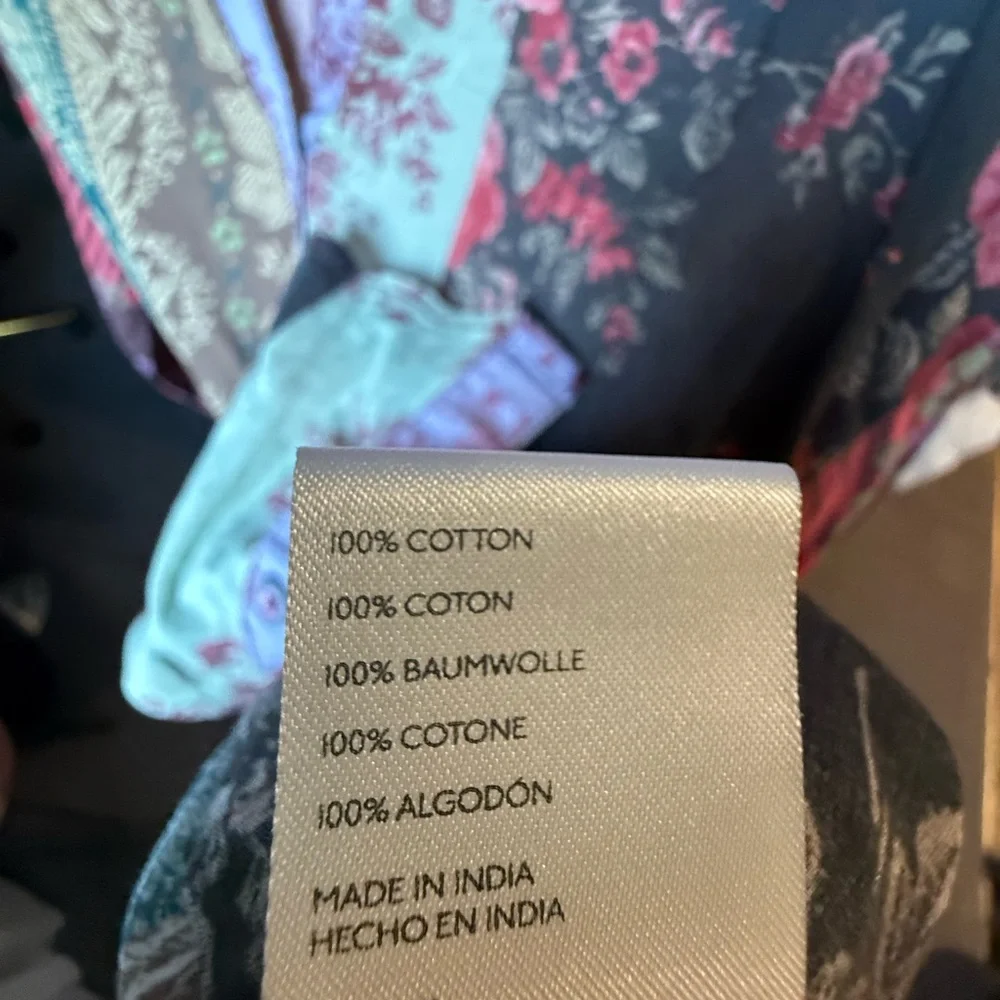 100% COTTON
100% COTON
100% BAUMWOLLE
100% COTONE
100% ALGODÓN
MADE IN INDIA
HECHO EN INDIA